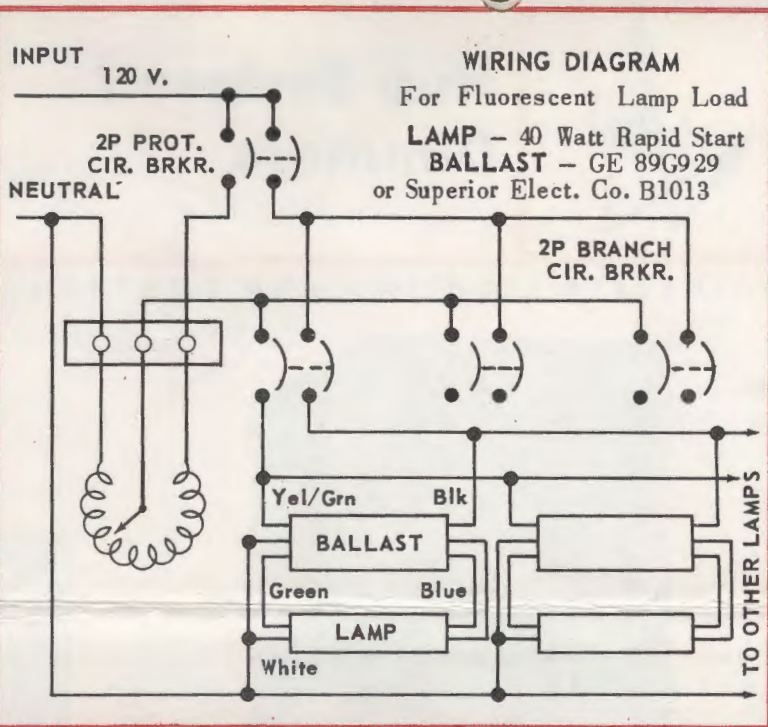 INPUT
120 V.
WIRING DIAGRAM
For Fluorescent Lamp Load
LAMP – 40 Watt Rapid Start
BALLAST – GE 89G929
or Superior Elect. Co. B1013
2P PROT.
CIR. BRKR.
NEUTRAL
2P BRANCH
CIR. BRKR.
Yel/Grn
Blk
BALLAST
Green
Blue
LAMP
White
TO OTHER LAMPS